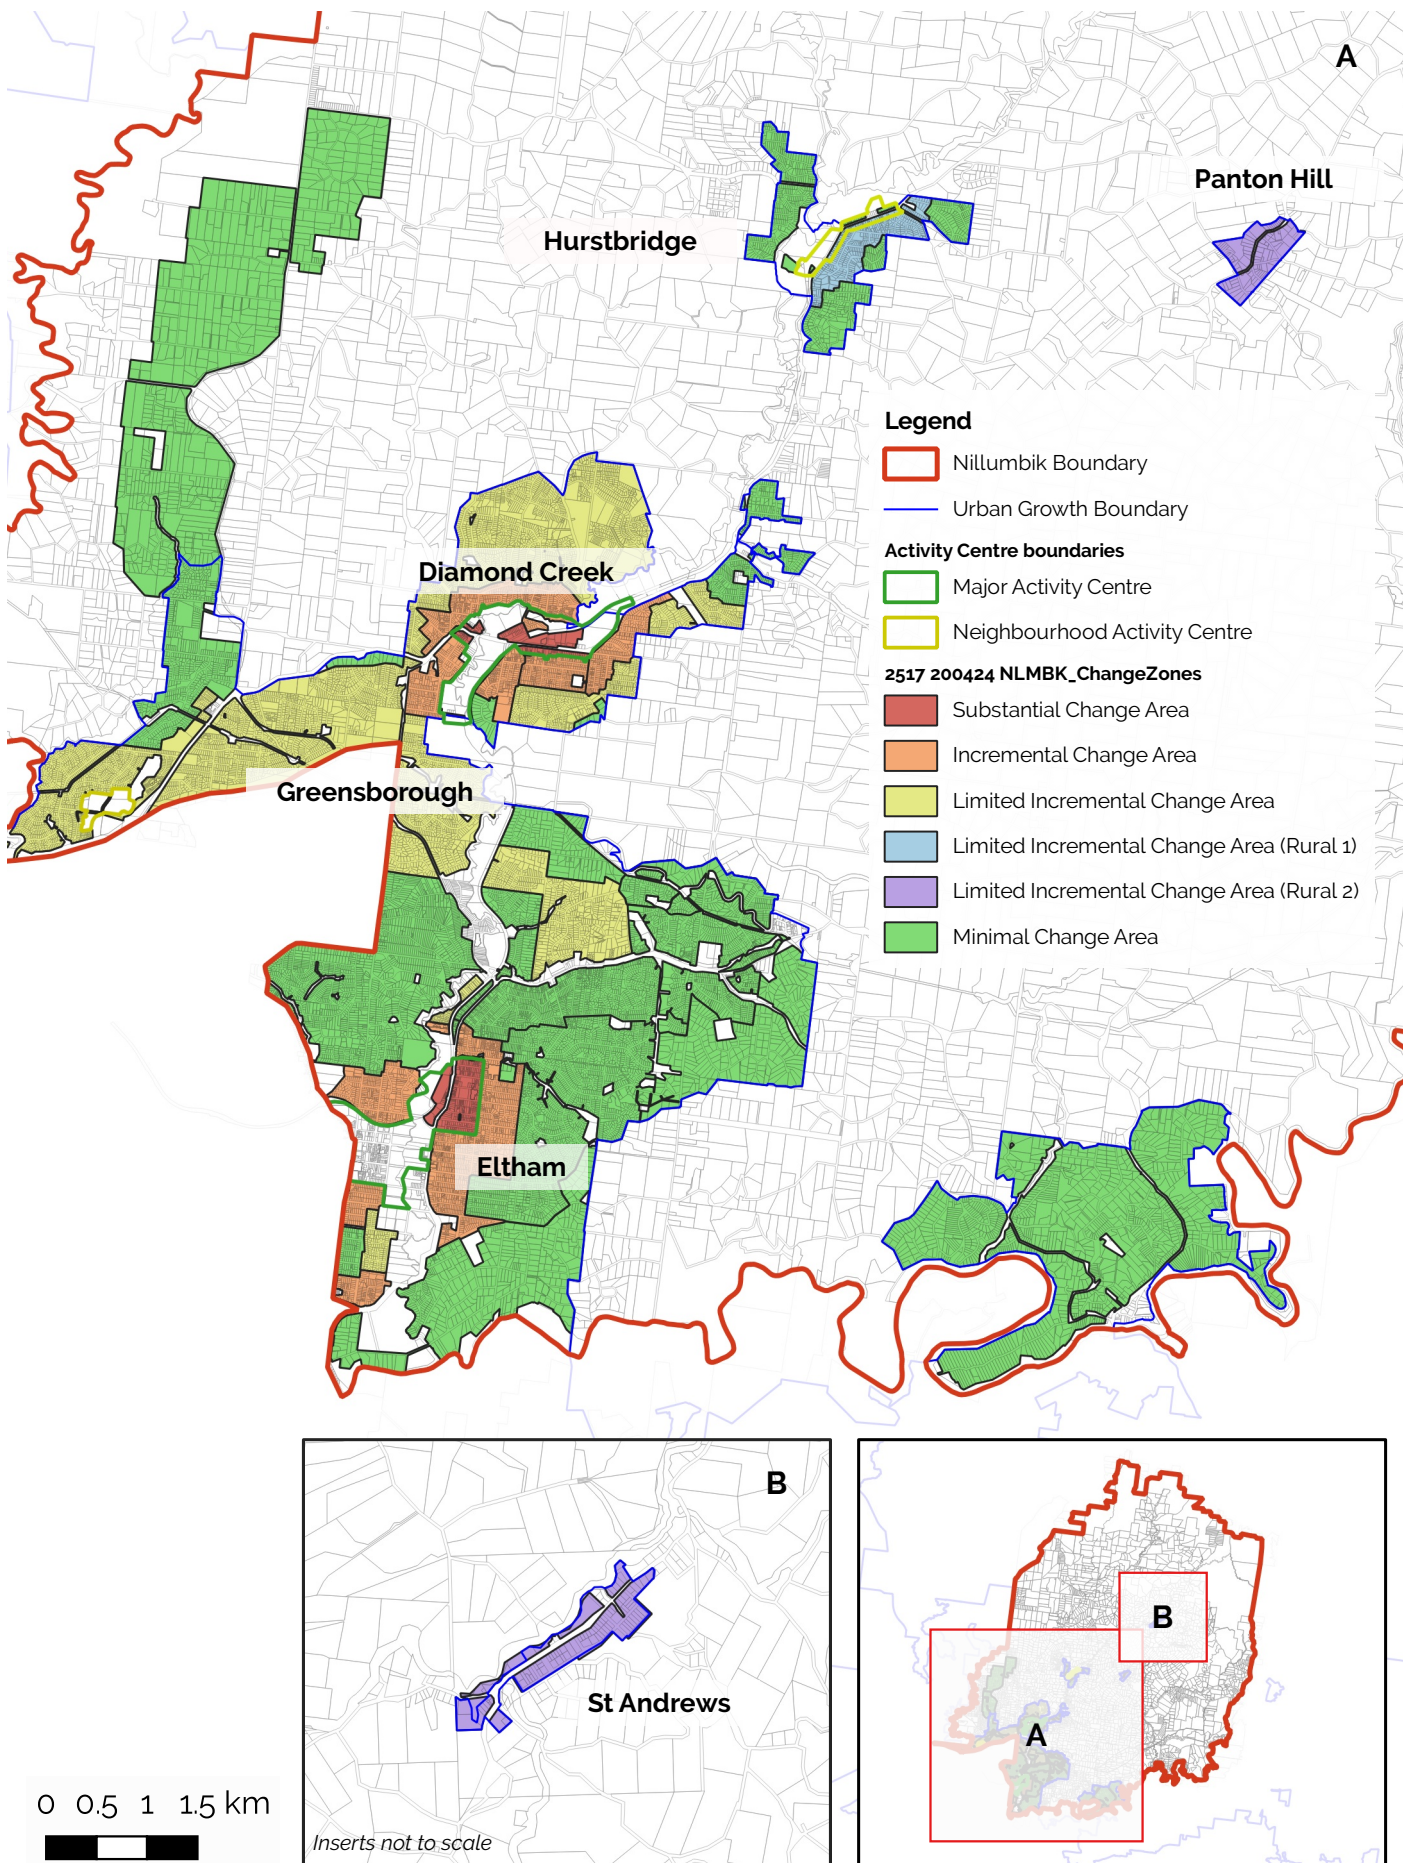 A
Panton Hill
Hurstbridge
Legend
Nillumbik Boundary
Urban Growth Boundary
Activity Centre boundaries
Major Activity Centre
Neighbourhood Activity Centre
2517 200424 NLMBK_ChangeZones
Substantial Change Area
Incremental Change Area
Limited Incremental Change Area
Limited Incremental Change Area (Rural 1)
Limited Incremental Change Area (Rural 2)
Minimal Change Area
Diamond Creek
Greensborough
Eltham
B
St Andrews
Inserts not to scale
B
A
0 0.5 1 1.5 km